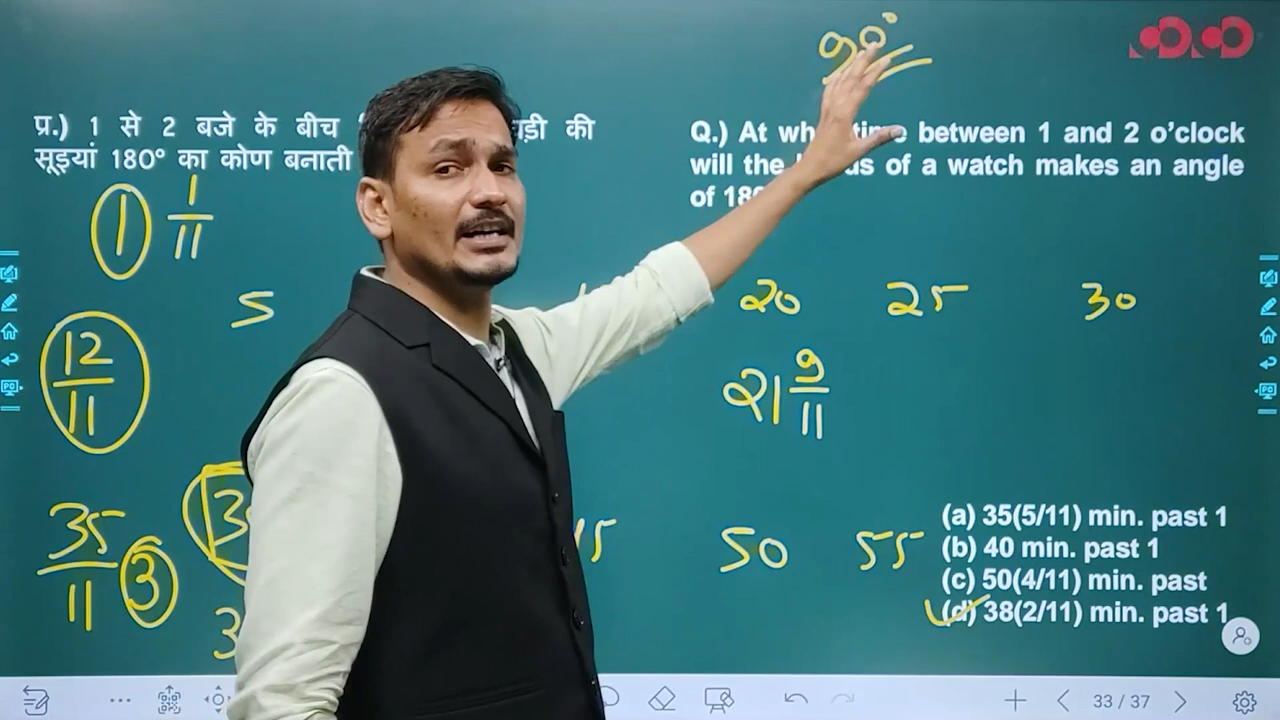 90°
प्र.) 1 से 2 बजे के बीच
सूइयां 180° का कोण बनाती
की
Q.) At time between 1 and 2 o'clock
will the of a watch makes an angle
of
1 1/11
5 20 25 30
12/11
21 9/11
35/11 3
50 55
(a) 35(5/11) min. past 1
(b) 40 min. past 1
(c) 50(4/11) min. past
(d) 38(2/11) min. past 1
33 / 37